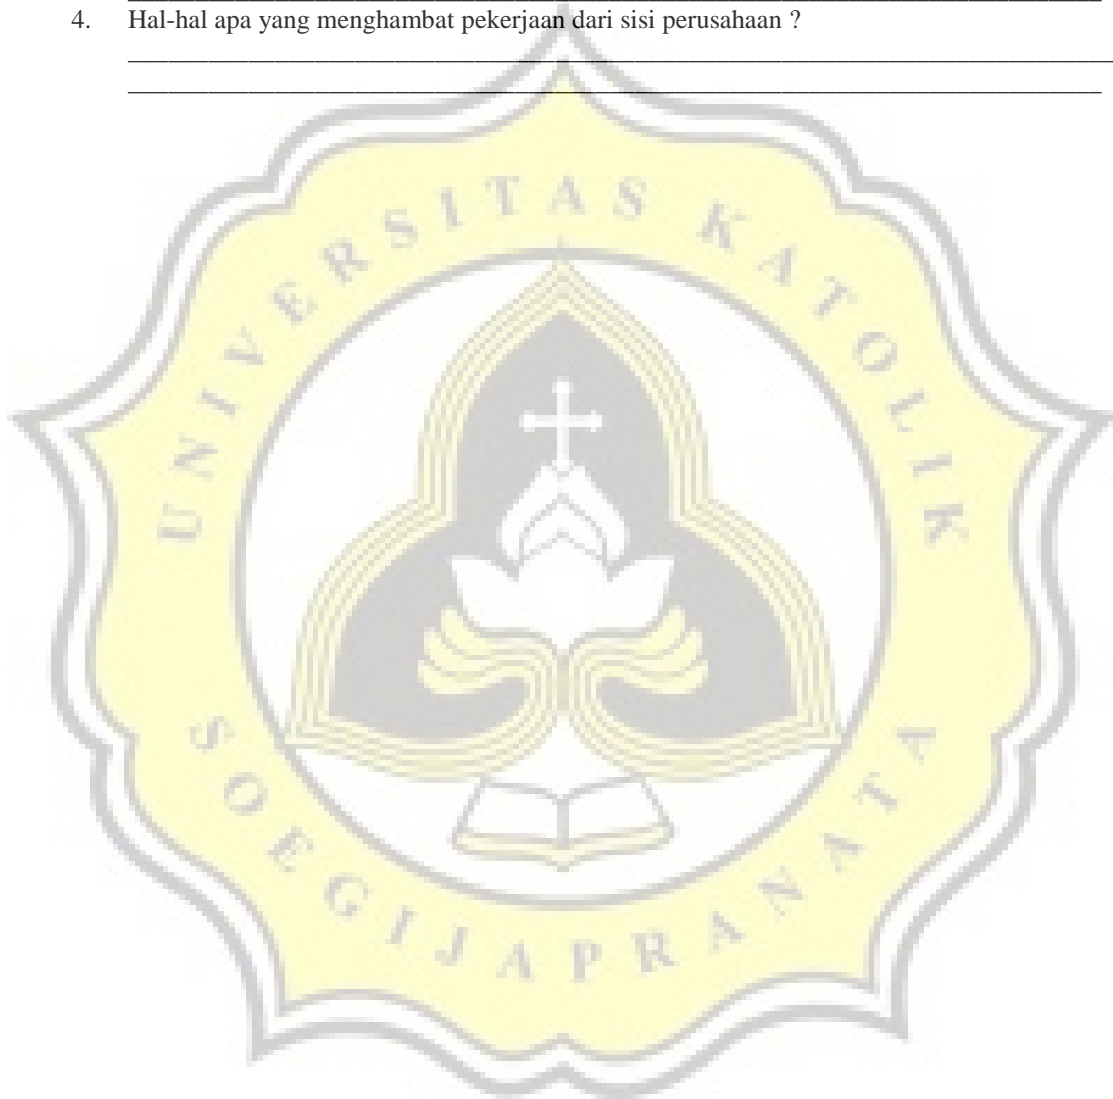 4. Hal-hal apa yang menghambat pekerjaan dari sisi perusahaan ?
UNIVERSITAS KATOLIK
SOEGIJAPRANATA